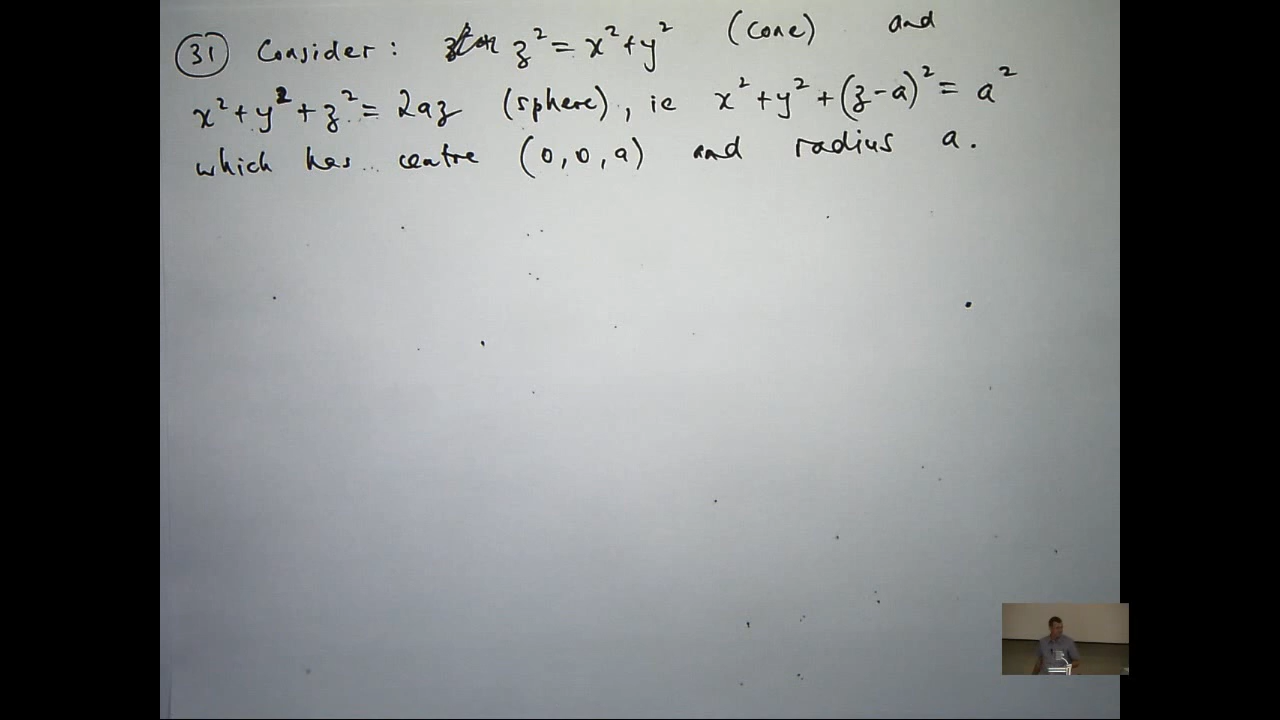 (31) Consider: z² = x² + y² (cone) and
x² + y² + z² = 2az (sphere), ie x² + y² + (z-a)² = a²
which has centre (0,0,a) and radius a.